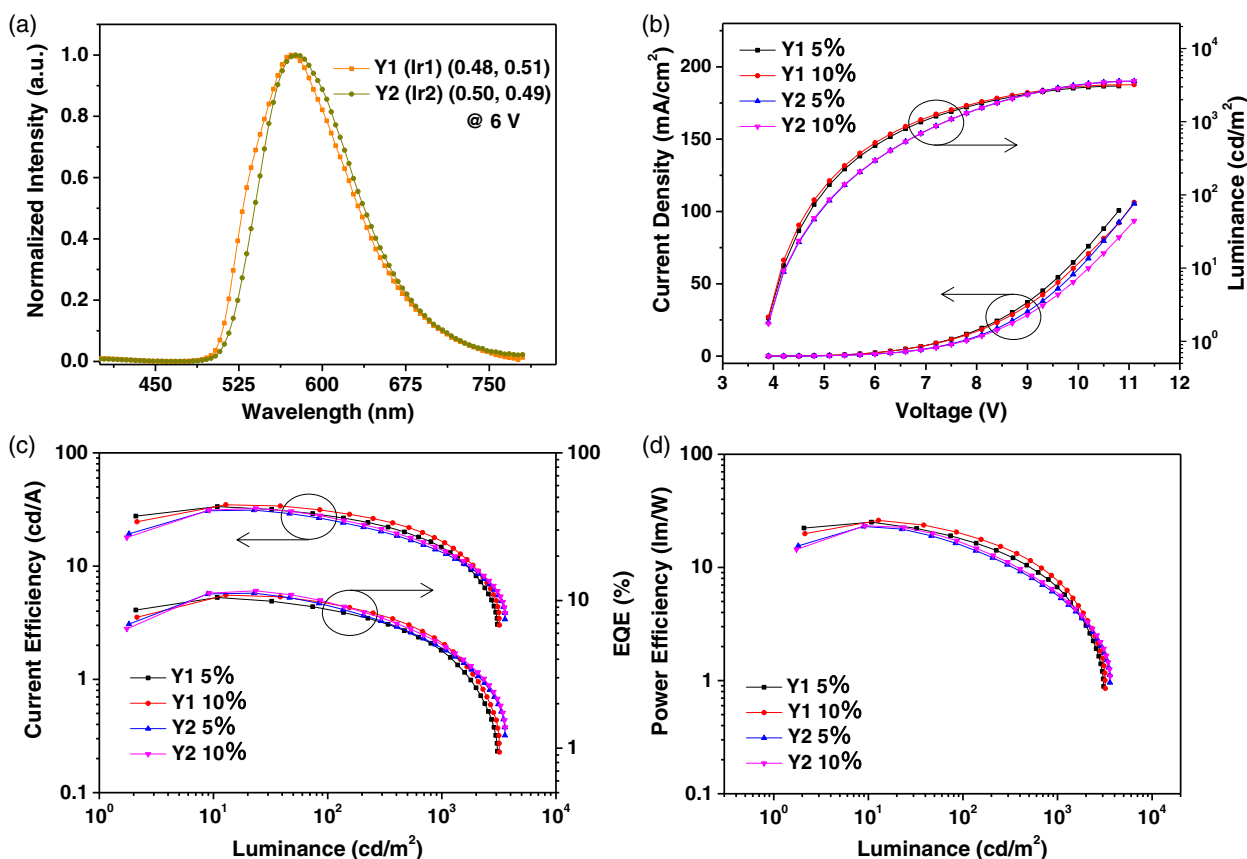 (a)
Normalized Intensity (a.u.)
1.0
0.8
0.6
0.4
0.2
0.0
Y1 (Ir1) (0.48, 0.51)
Y2 (Ir2) (0.50, 0.49)
@ 6 V
450 525 600 675 750
Wavelength (nm)
(b)
Current Density (mA/cm²)
200
150
100
50
0
Y1 5%
Y1 10%
Y2 5%
Y2 10%
10⁴
10³
10²
10¹
10⁰
Luminance (cd/m²)
3 4 5 6 7 8 9 10 11 12
Voltage (V)
(c)
Current Efficiency (cd/A)
100
10
1
0.1
Y1 5%
Y1 10%
Y2 5%
Y2 10%
100
10
1
EQE (%)
10⁰ 10¹ 10² 10³ 10⁴
Luminance (cd/m²)
(d)
Power Efficiency (lm/W)
100
10
1
0.1
Y1 5%
Y1 10%
Y2 5%
Y2 10%
10⁰ 10¹ 10² 10³ 10⁴
Luminance (cd/m²)